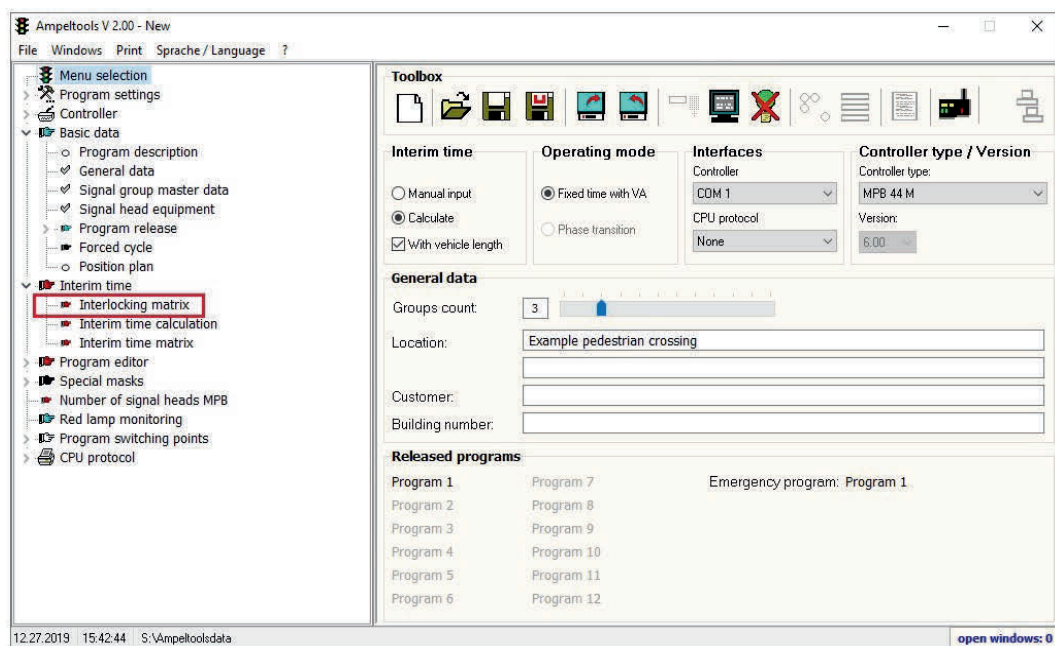 Ampeltools V 2.00 - New
File Windows Print Sprache / Language ?
Menu selection
Program settings
Controller
Basic data
Program description
General data
Signal group master data
Signal head equipment
Program release
Forced cycle
Position plan
Interim time
Interlocking matrix
Interim time calculation
Interim time matrix
Program editor
Special masks
Number of signal heads MPB
Red lamp monitoring
Program switching points
CPU protocol
Toolbox
Interim time
Manual input
Calculate
With vehicle length
Operating mode
Fixed time with VA
Phase transition
Interfaces
Controller
COM 1
CPU protocol
None
Controller type / Version
Controller type:
MPB 44 M
Version:
6.00
General data
Groups count: 3
Location: Example pedestrian crossing
Customer:
Building number:
Released programs
Program 1 Program 7 Emergency program: Program 1
Program 2 Program 8
Program 3 Program 9
Program 4 Program 10
Program 5 Program 11
Program 6 Program 12
12.27.2019 15:42:44 S:\Ampeltoolsdata open windows: 0